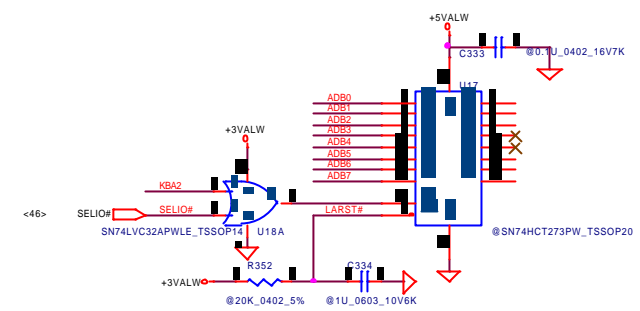 +5VALW
C333
@0.1U_0402_16V7K
U17
ADB0
ADB1
ADB2
ADB3
ADB4
ADB5
ADB6
ADB7
+3VALW
KBA2
<46>
SELIO#
SELIO#
LARST#
SN74LVC32APWLE_TSSOP14
U18A
@SN74HCT273PW_TSSOP20
R352
C334
+3VALW
@20K_0402_5%
@1U_0603_10V6K